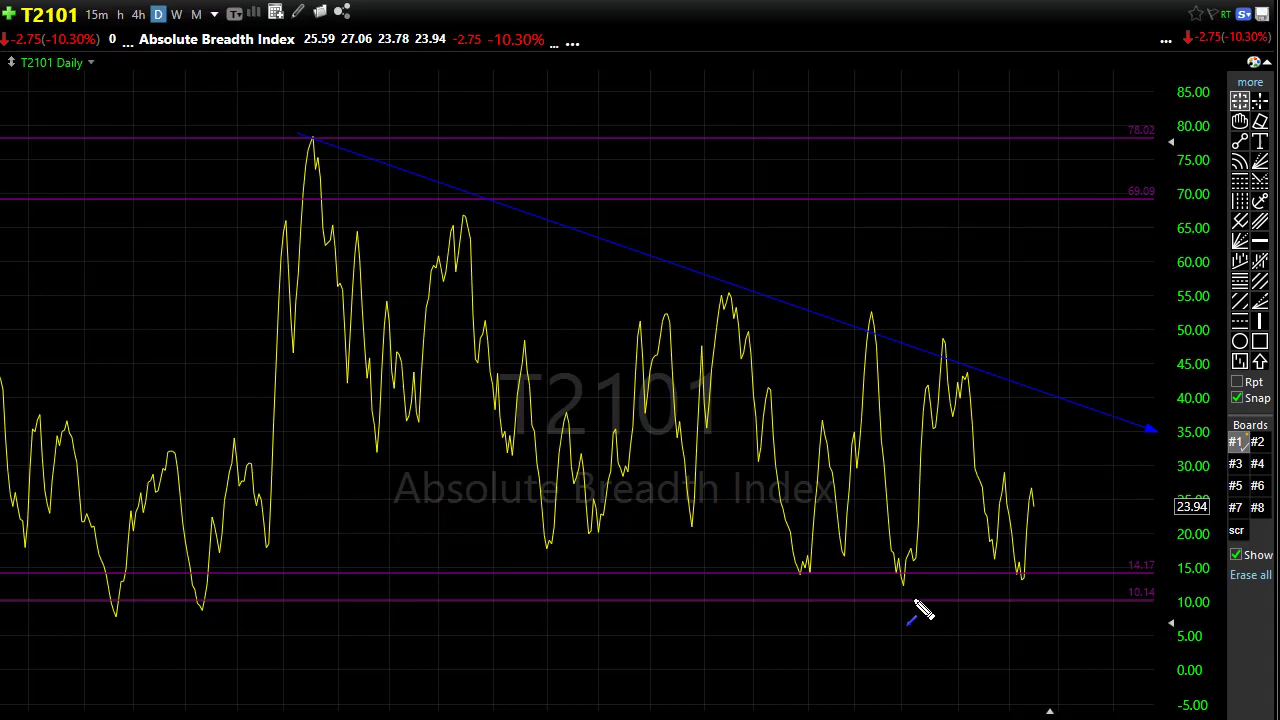 T2101 15m h 4h D W M T RT S
-2.75(-10.30%) 0 ... Absolute Breadth Index 25.59 27.06 23.78 23.94 -2.75 -10.30% ... ... ... -2.75(-10.30%)
T2101 Daily
more
85.00
80.00
78.02
75.00
70.00
69.09
65.00
60.00
55.00
50.00
45.00
40.00
35.00
30.00
25.00
23.94
20.00
15.00
14.17
10.00
10.14
5.00
0.00
-5.00
T2101
Absolute Breadth Index
T
Rpt
Snap
Boards
#1 #2
#3 #4
#5 #6
#7 #8
scr
Show
Erase all